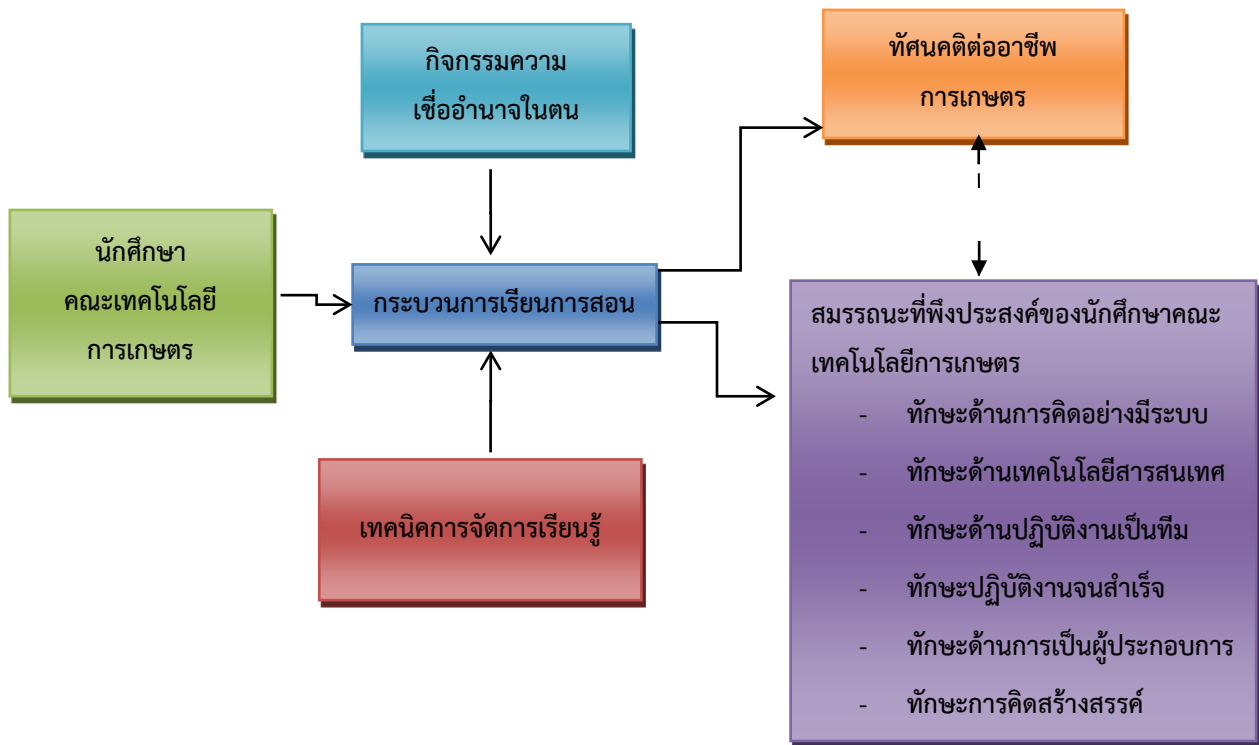 กิจกรรมความ
เชื่ออำนาจในตน
ทัศนคติต่ออาชีพ
การเกษตร
นักศึกษา
คณะเทคโนโลยี
การเกษตร
กระบวนการเรียนการสอน
เทคนิคการจัดการเรียนรู้
สมรรถนะที่พึงประสงค์ของนักศึกษาคณะ
เทคโนโลยีการเกษตร
- ทักษะด้านการคิดอย่างมีระบบ
- ทักษะด้านเทคโนโลยีสารสนเทศ
- ทักษะด้านปฏิบัติงานเป็นทีม
- ทักษะปฏิบัติงานจนสำเร็จ
- ทักษะด้านการเป็นผู้ประกอบการ
- ทักษะการคิดสร้างสรรค์